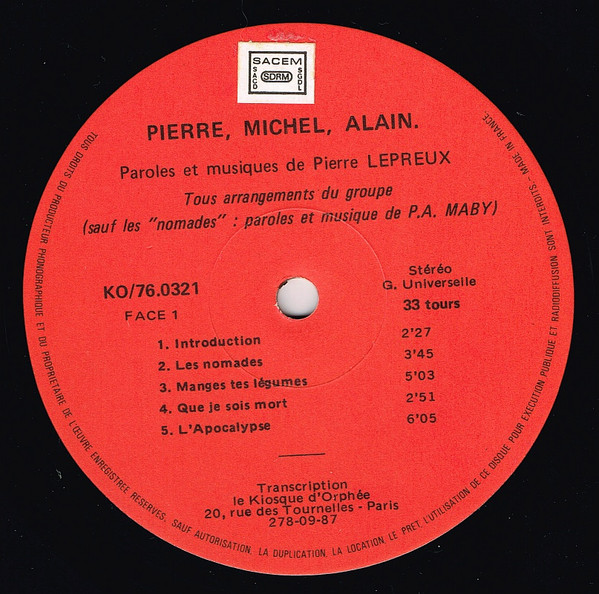 SACEM
SACD
SDRM
SGDL
PIERRE, MICHEL, ALAIN.
Paroles et musiques de Pierre LEPREUX
Tous arrangements du groupe
(sauf les "nomades" : paroles et musique de P.A. MABY)
KO/76.0321
FACE 1
Stéréo
G. Universelle
33 tours
1. Introduction 2'27
2. Les nomades 3'45
3. Manges tes légumes 5'03
4. Que je sois mort 2'51
5. L'Apocalypse 6'05
Transcription
le Kiosque d'Orphée
20, rue des Tournelles - Paris
278-09-87
TOUS DROITS DU PRODUCTEUR PHONOGRAPHIQUE ET DU PROPRIETAIRE DE L'ŒUVRE ENREGISTREE RESERVES, SAUF AUTORISATION, LA DUPLICATION, LA LOCATION, LE PRET, L'UTILISATION DE CE DISQUE POUR EXECUTION PUBLIQUE ET RADIODIFFUSION SONT INTERDITS - MADE IN FRANCE